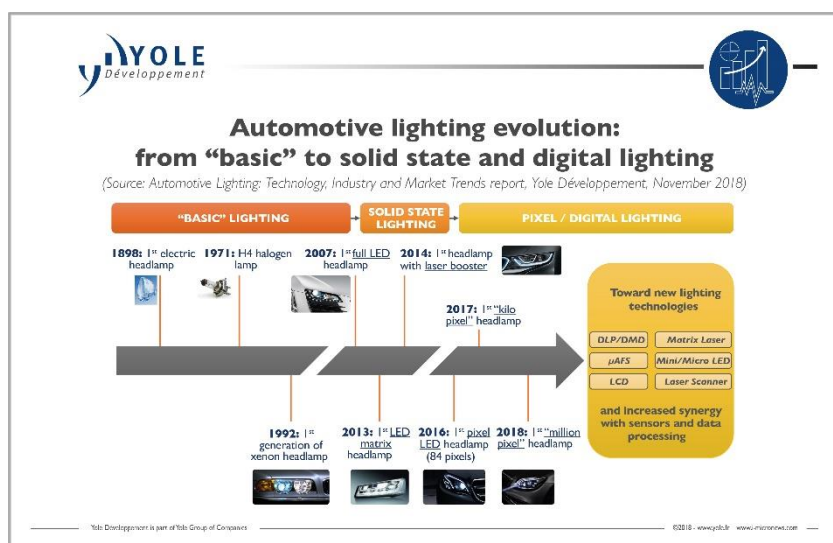 YOLE
Développement
Automotive lighting evolution:
from “basic” to solid state and digital lighting
(Source: Automotive Lighting: Technology, Industry and Market Trends report, Yole Développement, November 2018)
“BASIC” LIGHTING
SOLID STATE
LIGHTING
PIXEL / DIGITAL LIGHTING
1898: 1st electric
headlamp
1971: H4 halogen
lamp
2007: 1st full LED
headlamp
2014: 1st headlamp
with laser booster
2017: 1st “kilo
pixel” headlamp
1992: 1st
generation of
xenon headlamp
2013: 1st LED
matrix
headlamp
2016: 1st pixel
LED headlamp
(84 pixels)
2018: 1st “million
pixel” headlamp
Toward new lighting
technologies
DLP/DMD
Matrix Laser
µAFS
Mini/Micro LED
LCD
Laser Scanner
and increased synergy
with sensors and data
processing
Yole Développement is part of Yole Group of Companies
©2018 - www.yole.fr www.i-micronews.com